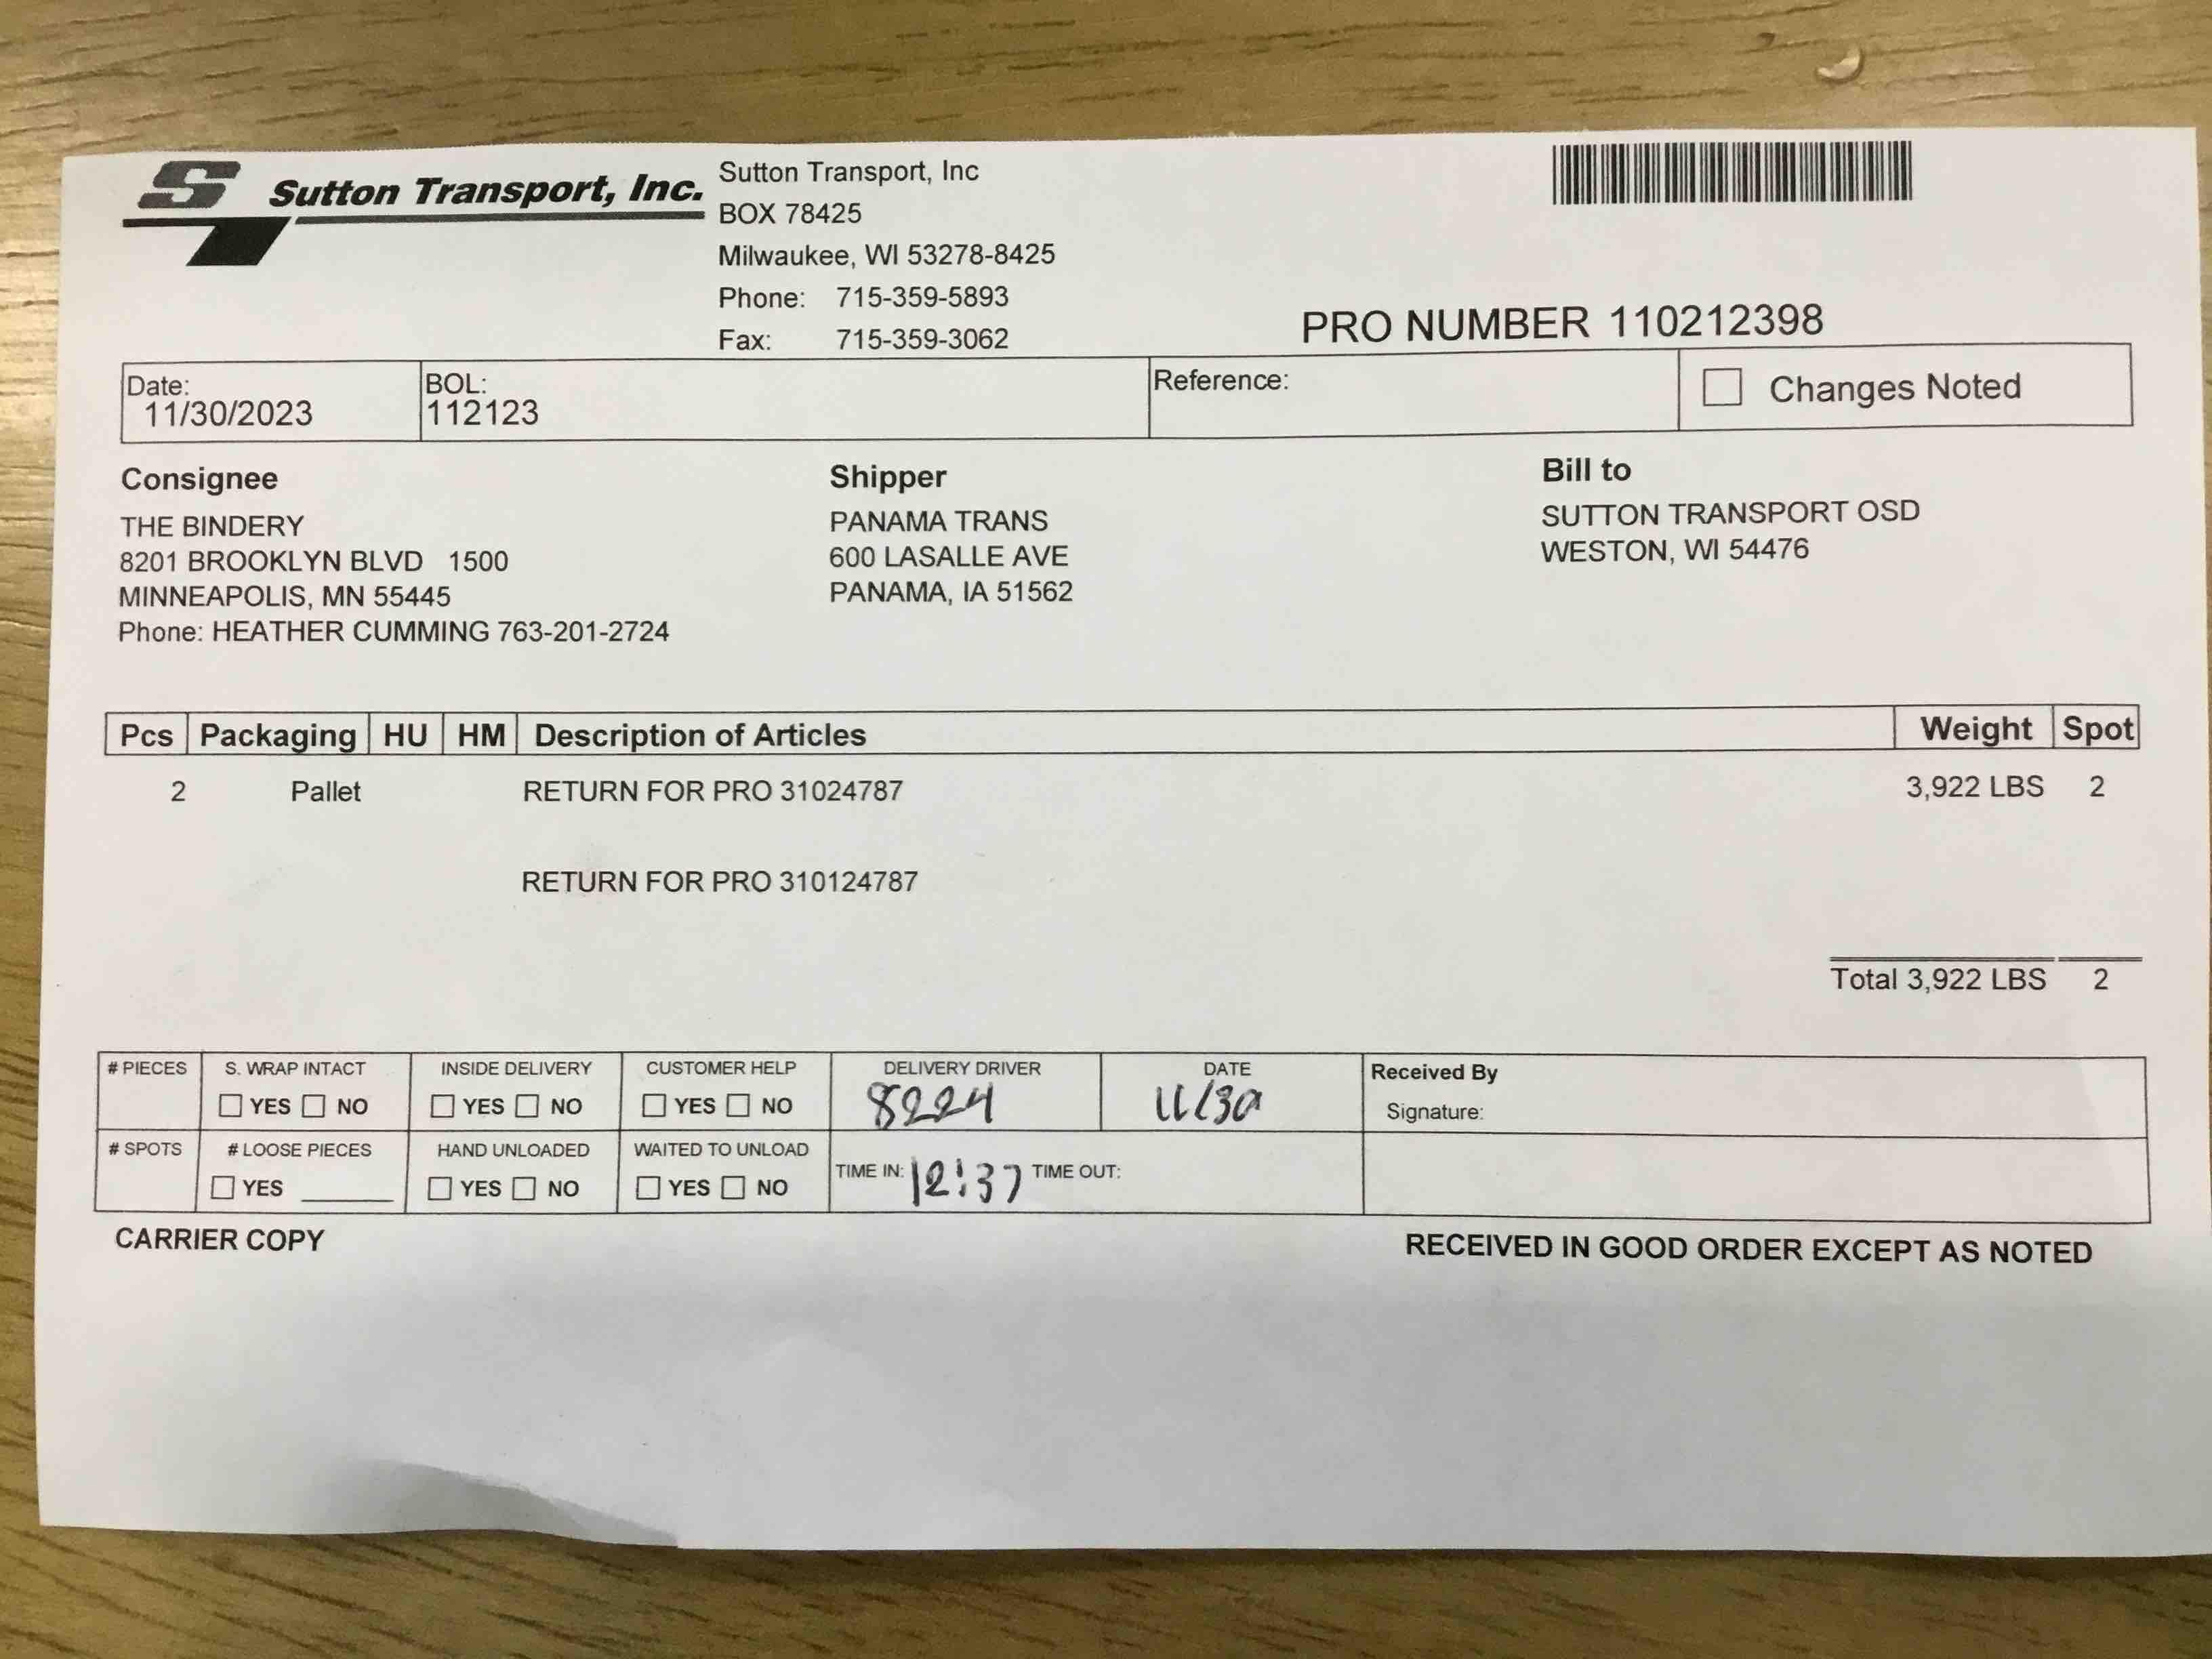 S Sutton Transport, Inc.
Sutton Transport, Inc
BOX 78425
Milwaukee, WI 53278-8425
Phone: 715-359-5893
Fax: 715-359-3062
PRO NUMBER 110212398
Date:
11/30/2023
BOL:
112123
Reference:
Changes Noted
Consignee
THE BINDERY
8201 BROOKLYN BLVD 1500
MINNEAPOLIS, MN 55445
Phone: HEATHER CUMMING 763-201-2724
Shipper
PANAMA TRANS
600 LASALLE AVE
PANAMA, IA 51562
Bill to
SUTTON TRANSPORT OSD
WESTON, WI 54476
Pcs Packaging HU HM Description of Articles Weight Spot
2 Pallet RETURN FOR PRO 31024787 3,922 LBS 2
RETURN FOR PRO 310124787
Total 3,922 LBS 2
# PIECES
S. WRAP INTACT
YES NO
INSIDE DELIVERY
YES NO
CUSTOMER HELP
YES NO
DELIVERY DRIVER
8224
DATE
11/30
Received By
Signature:
# SPOTS
# LOOSE PIECES
YES
HAND UNLOADED
YES NO
WAITED TO UNLOAD
YES NO
TIME IN: 12:37 TIME OUT:
CARRIER COPY
RECEIVED IN GOOD ORDER EXCEPT AS NOTED